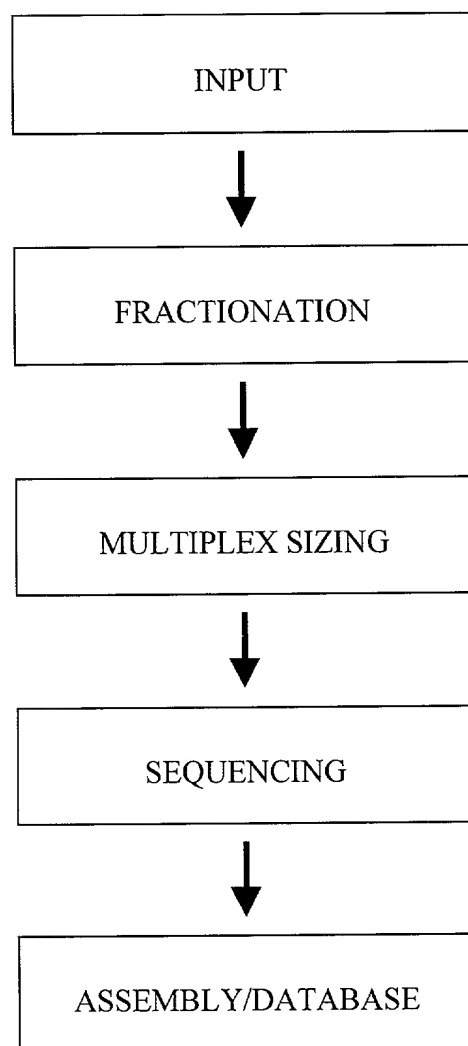 INPUT
FRACTIONATION
MULTIPLEX SIZING
SEQUENCING
ASSEMBLY/DATABASE